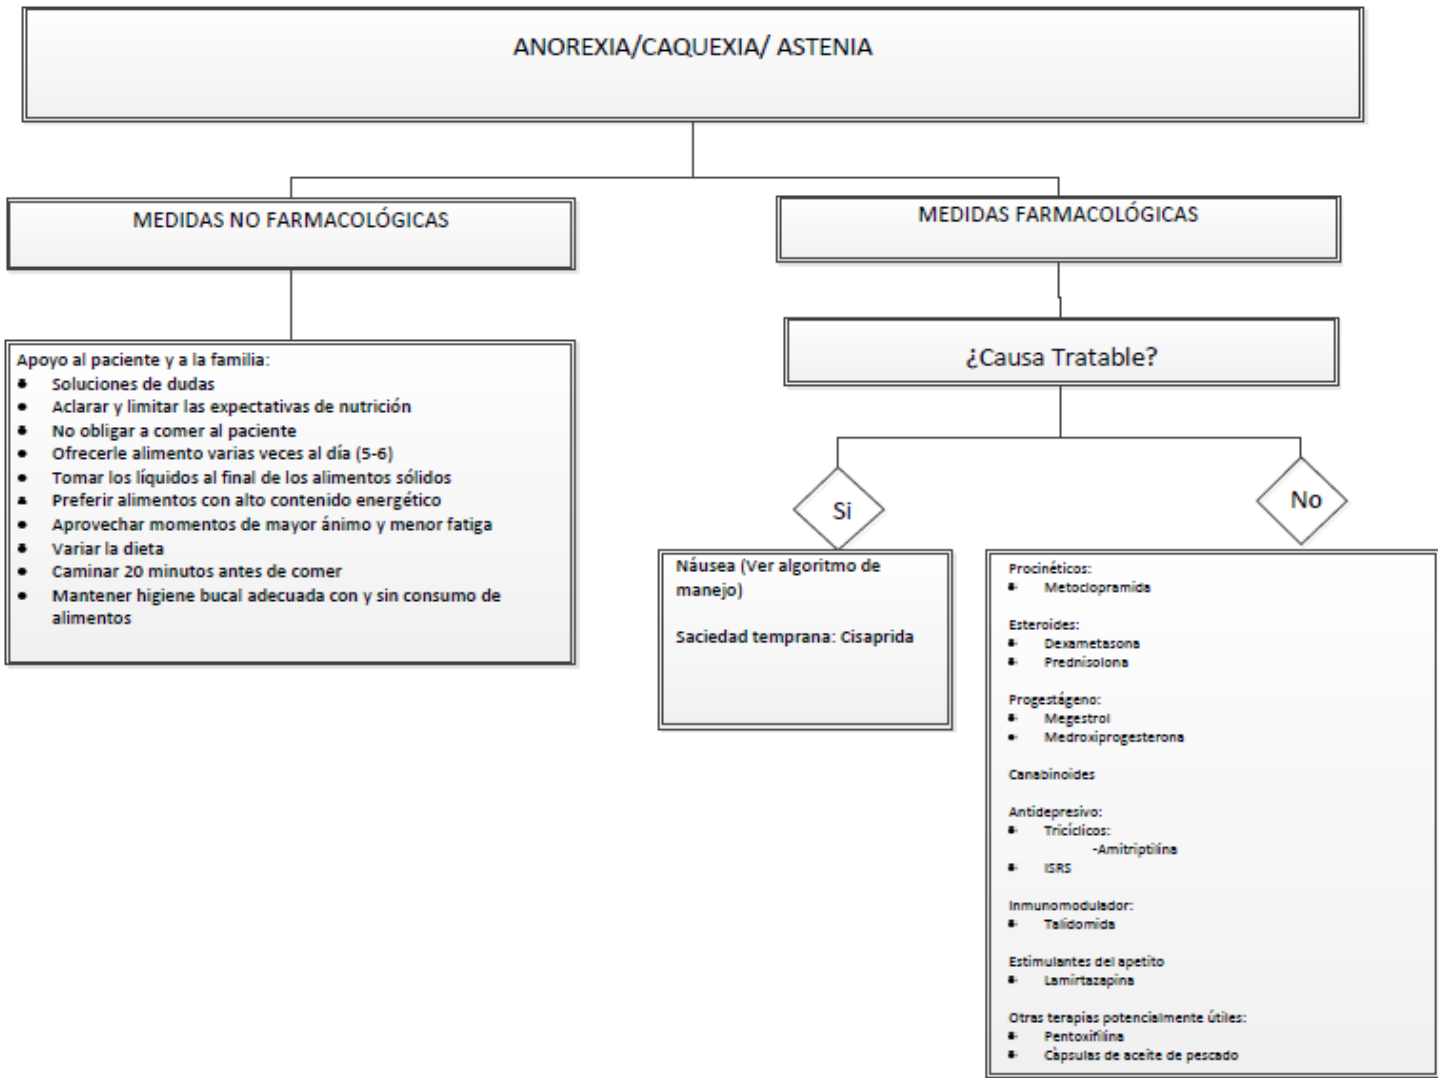 ANOREXIA/CAQUEXIA/ ASTENIA
MEDIDAS NO FARMACOLÓGICAS
Apoyo al paciente y a la familia:
• Soluciones de dudas
• Aclarar y limitar las expectativas de nutrición
• No obligar a comer al paciente
• Ofrecerle alimento varias veces al día (5-6)
• Tomar los líquidos al final de los alimentos sólidos
• Preferir alimentos con alto contenido energético
• Aprovechar momentos de mayor ánimo y menor fatiga
• Variar la dieta
• Caminar 20 minutos antes de comer
• Mantener higiene bucal adecuada con y sin consumo de
alimentos
MEDIDAS FARMACOLÓGICAS
¿Causa Tratable?
Si
Náusea (Ver algoritmo de
manejo)
Saciedad temprana: Cisaprida
No
Procinéticos:
• Metoclopramida
Esteroides:
• Dexametasona
• Prednisolona
Progestágeno:
• Megestrol
• Medroxiprogesterona
Canabinoides
Antidepresivo:
• Tricíclicos:
-Amitriptilina
• ISRS
Inmunomodulador:
• Talidomida
Estimulantes del apetito
• Lamirtazapina
Otras terapias potencialmente útiles:
• Pentoxifilina
• Càpsulas de aceite de pescado